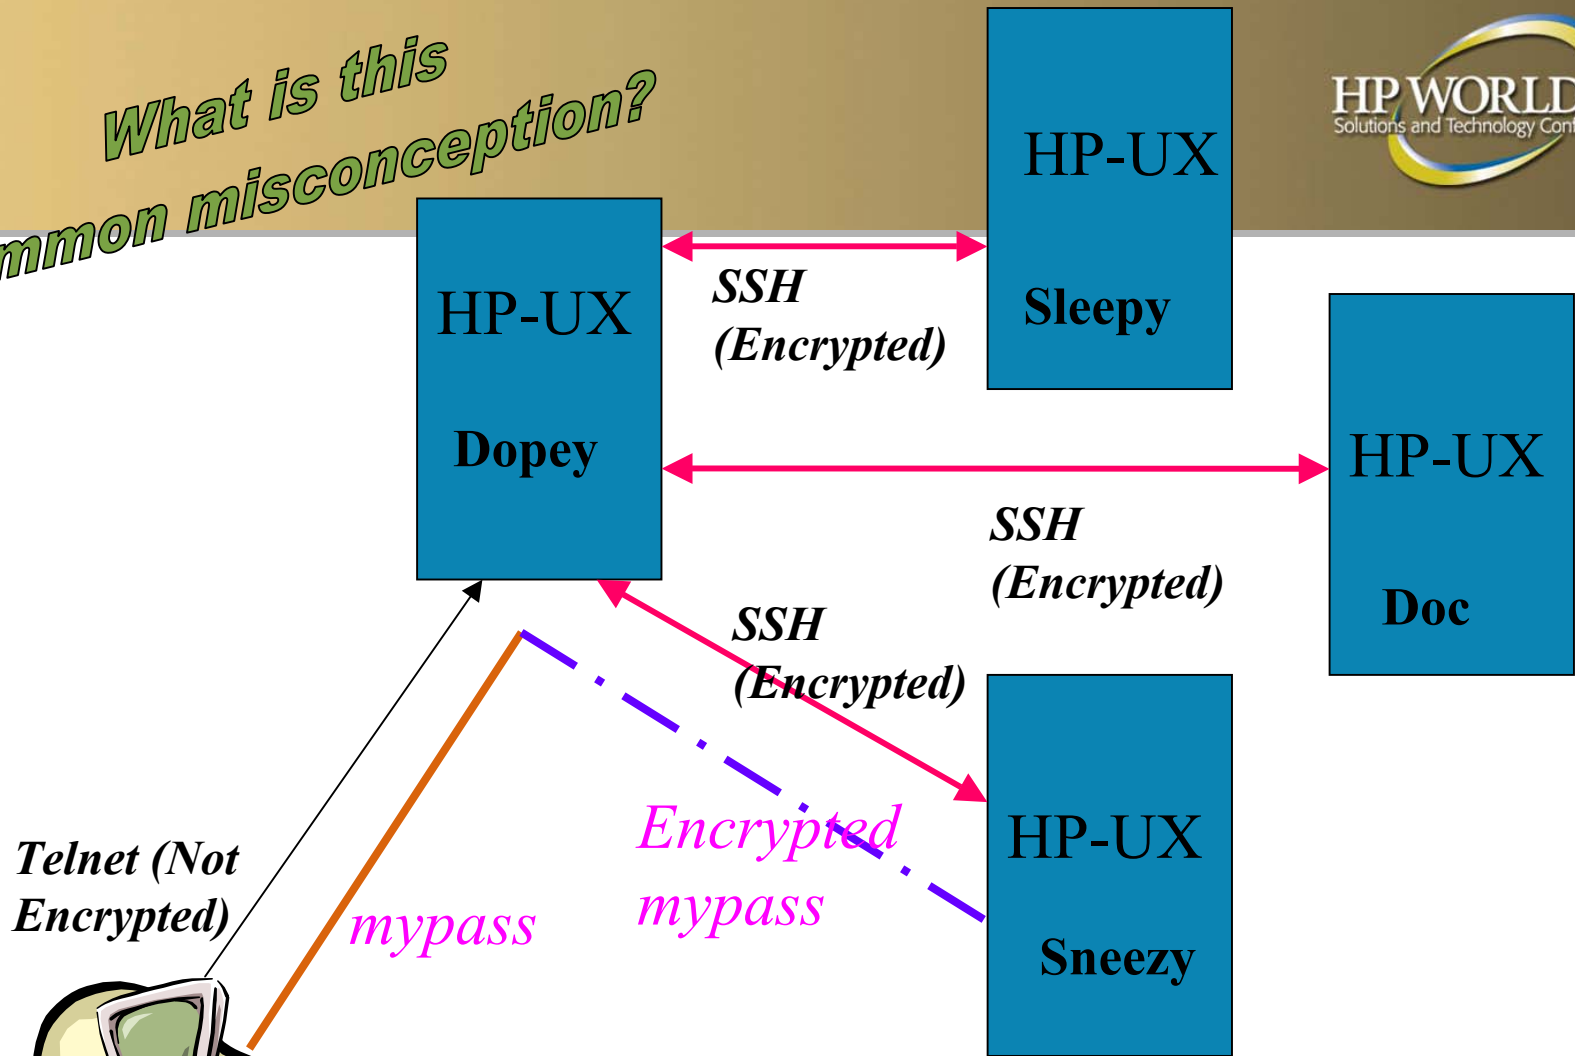 What is this
mmon misconception?
HP WORLD
Solutions and Technology Conf
HP-UX
Sleepy
HP-UX
Dopey
SSH
(Encrypted)
HP-UX
Doc
SSH
(Encrypted)
SSH
(Encrypted)
HP-UX
Sneezy
Encrypted
mypass
mypass
Telnet (Not
Encrypted)